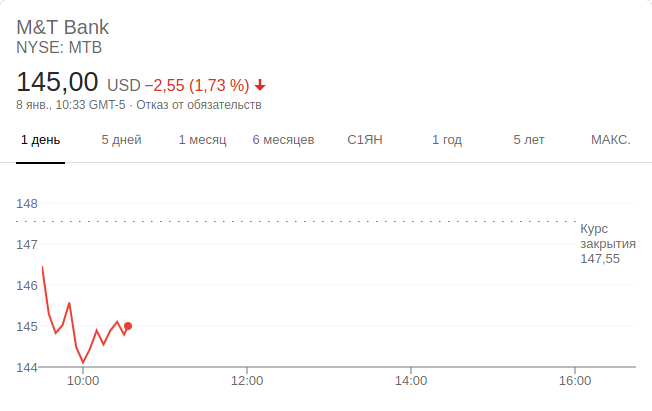 M&T Bank
NYSE: MTB
145,00 USD −2,55 (1,73 %)
8 янв., 10:33 GMT-5 · Отказ от обязательств
1 день 5 дней 1 месяц 6 месяцев С1ЯН 1 год 5 лет МАКС.
148
147
146
145
144
Курс
закрытия
147,55
10:00 12:00 14:00 16:00